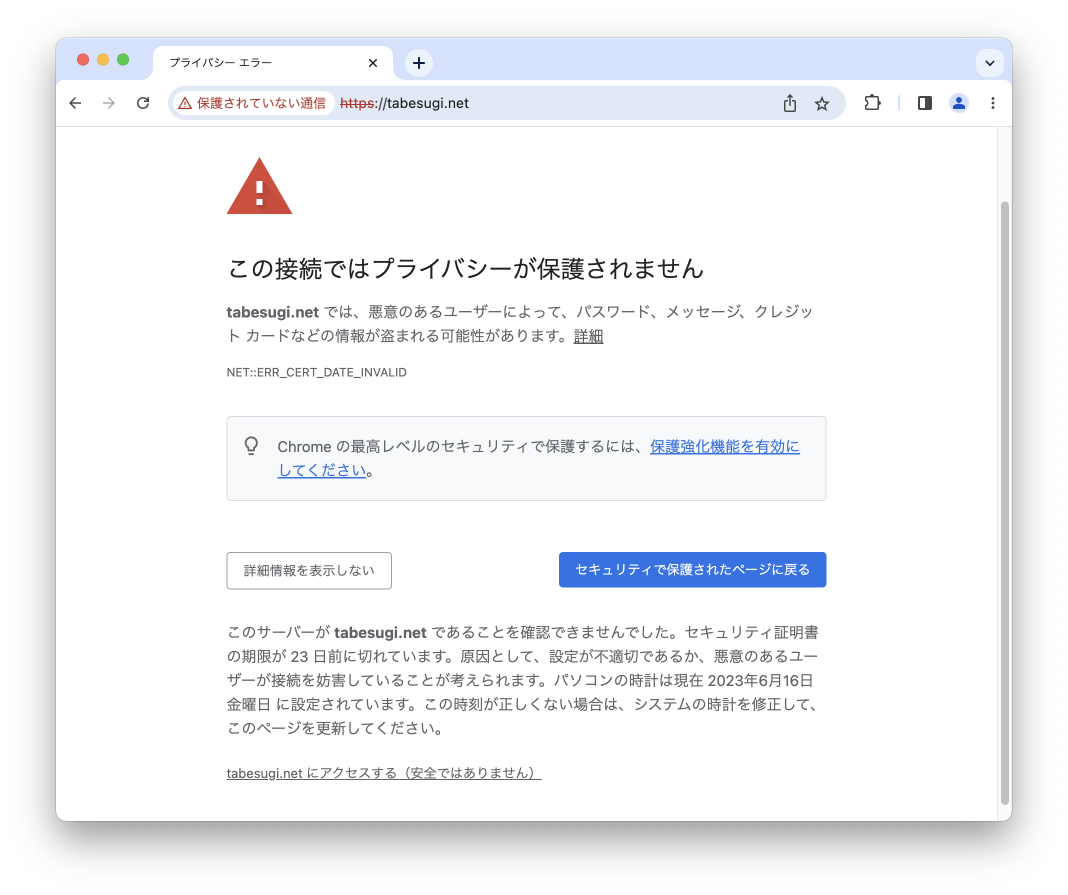 プライバシー エラー
保護されていない通信 https://tabesugi.net
この接続ではプライバシーが保護されません
tabesugi.net では、悪意のあるユーザーによって、パスワード、メッセージ、クレジッ
ト カードなどの情報が盗まれる可能性があります。詳細
NET::ERR_CERT_DATE_INVALID
Chrome の最高レベルのセキュリティで保護するには、保護強化機能を有効に
してください。
詳細情報を表示しない
セキュリティで保護されたページに戻る
このサーバーが tabesugi.net であることを確認できませんでした。セキュリティ証明書
の期限が 23 日前に切れています。原因として、設定が不適切であるか、悪意のあるユー
ザーが接続を妨害していることが考えられます。パソコンの時計は現在 2023年6月16日
金曜日 に設定されています。この時刻が正しくない場合は、システムの時計を修正して、
このページを更新してください。
tabesugi.net にアクセスする（安全ではありません）